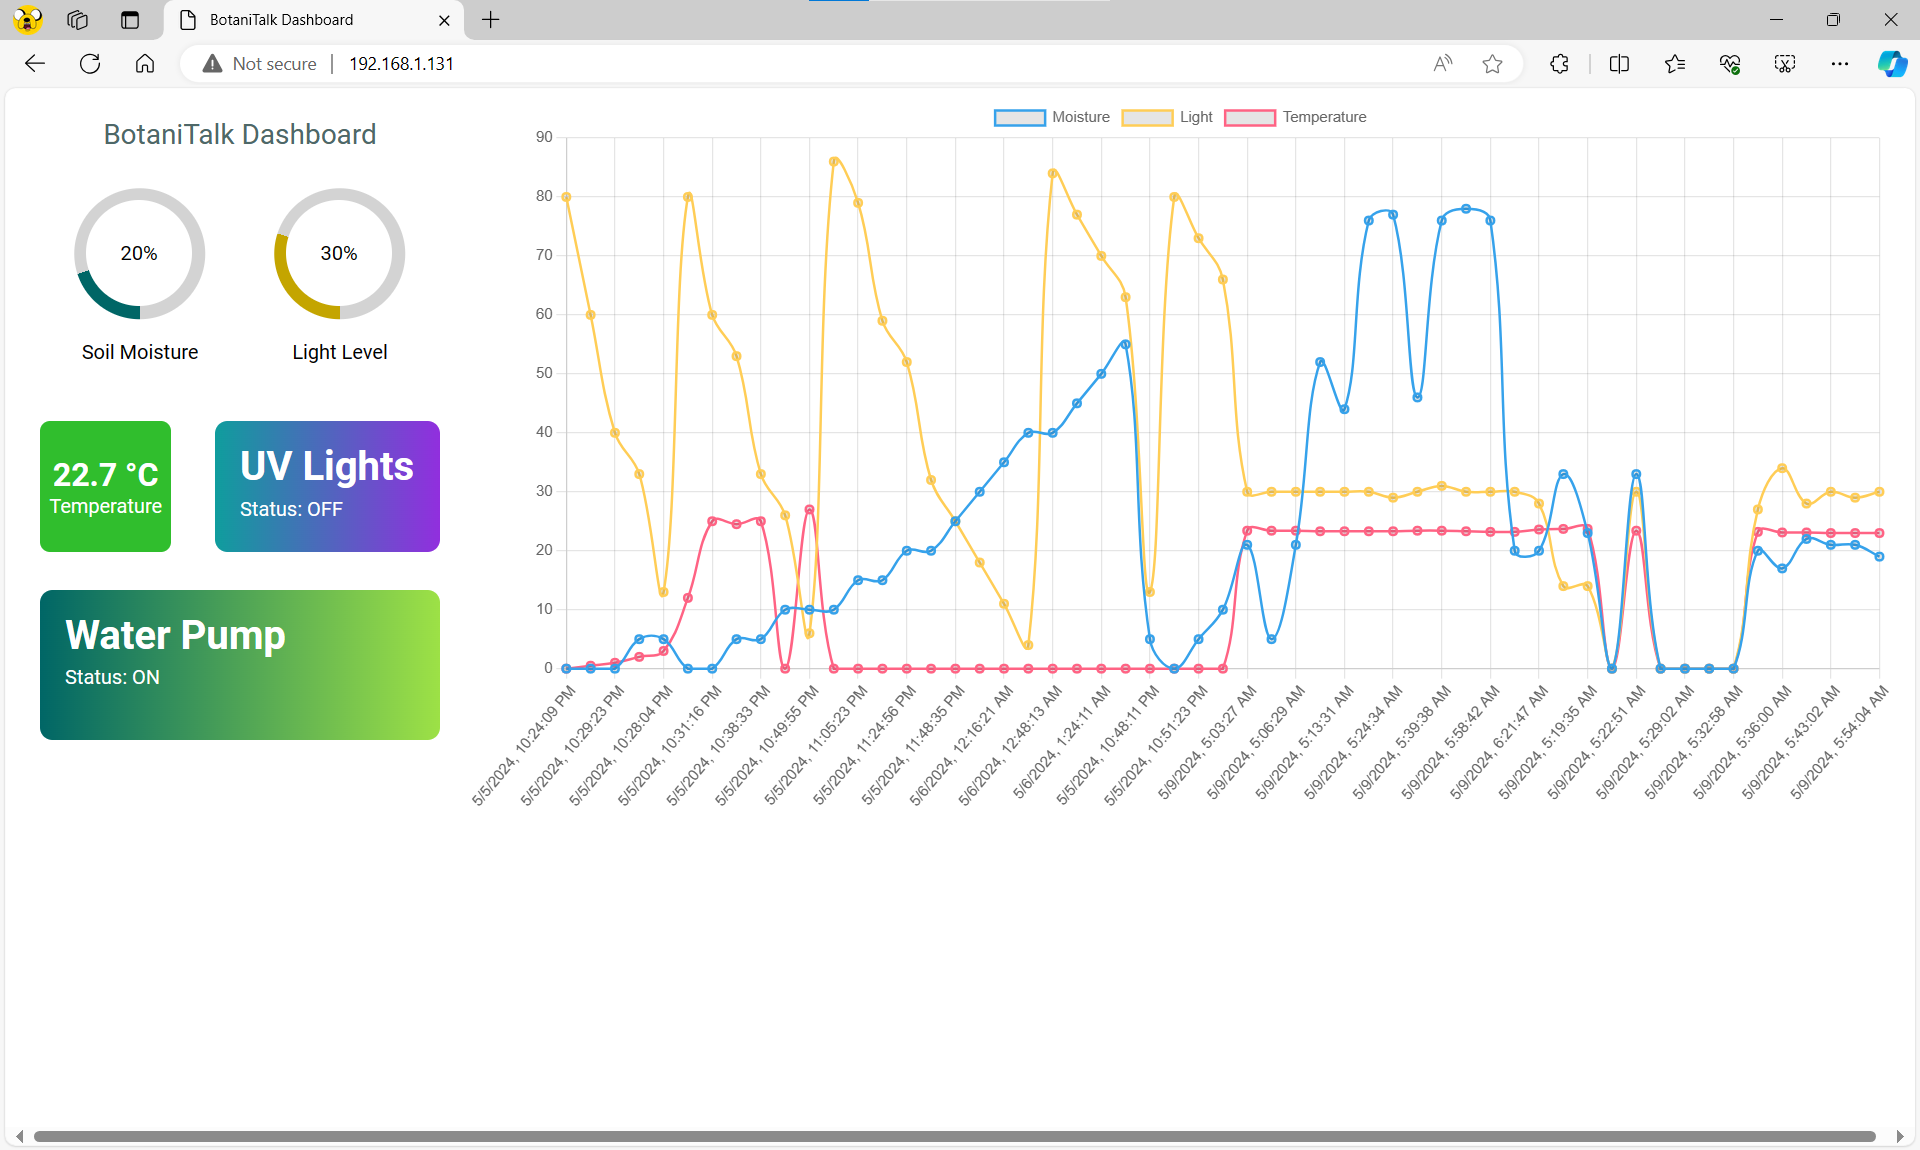 BotaniTalk Dashboard
Not secure
192.168.1.131
BotaniTalk Dashboard
20%
30%
Soil Moisture
Light Level
22.7 °C
Temperature
UV Lights
Status: OFF
Water Pump
Status: ON
Moisture
Light
Temperature
90
80
70
60
50
40
30
20
10
0
5/5/2024, 10:24:09 PM
5/5/2024, 10:29:23 PM
5/5/2024, 10:28:04 PM
5/5/2024, 10:31:16 PM
5/5/2024, 10:38:33 PM
5/5/2024, 10:49:55 PM
5/5/2024, 11:05:23 PM
5/5/2024, 11:24:56 PM
5/5/2024, 11:48:35 PM
5/6/2024, 12:16:21 AM
5/6/2024, 12:48:13 AM
5/6/2024, 1:24:11 AM
5/5/2024, 10:48:11 PM
5/5/2024, 10:51:23 PM
5/9/2024, 5:03:27 AM
5/9/2024, 5:06:29 AM
5/9/2024, 5:13:31 AM
5/9/2024, 5:24:34 AM
5/9/2024, 5:39:38 AM
5/9/2024, 5:58:42 AM
5/9/2024, 6:21:47 AM
5/9/2024, 5:19:35 AM
5/9/2024, 5:22:51 AM
5/9/2024, 5:29:02 AM
5/9/2024, 5:32:58 AM
5/9/2024, 5:36:00 AM
5/9/2024, 5:43:02 AM
5/9/2024, 5:54:04 AM